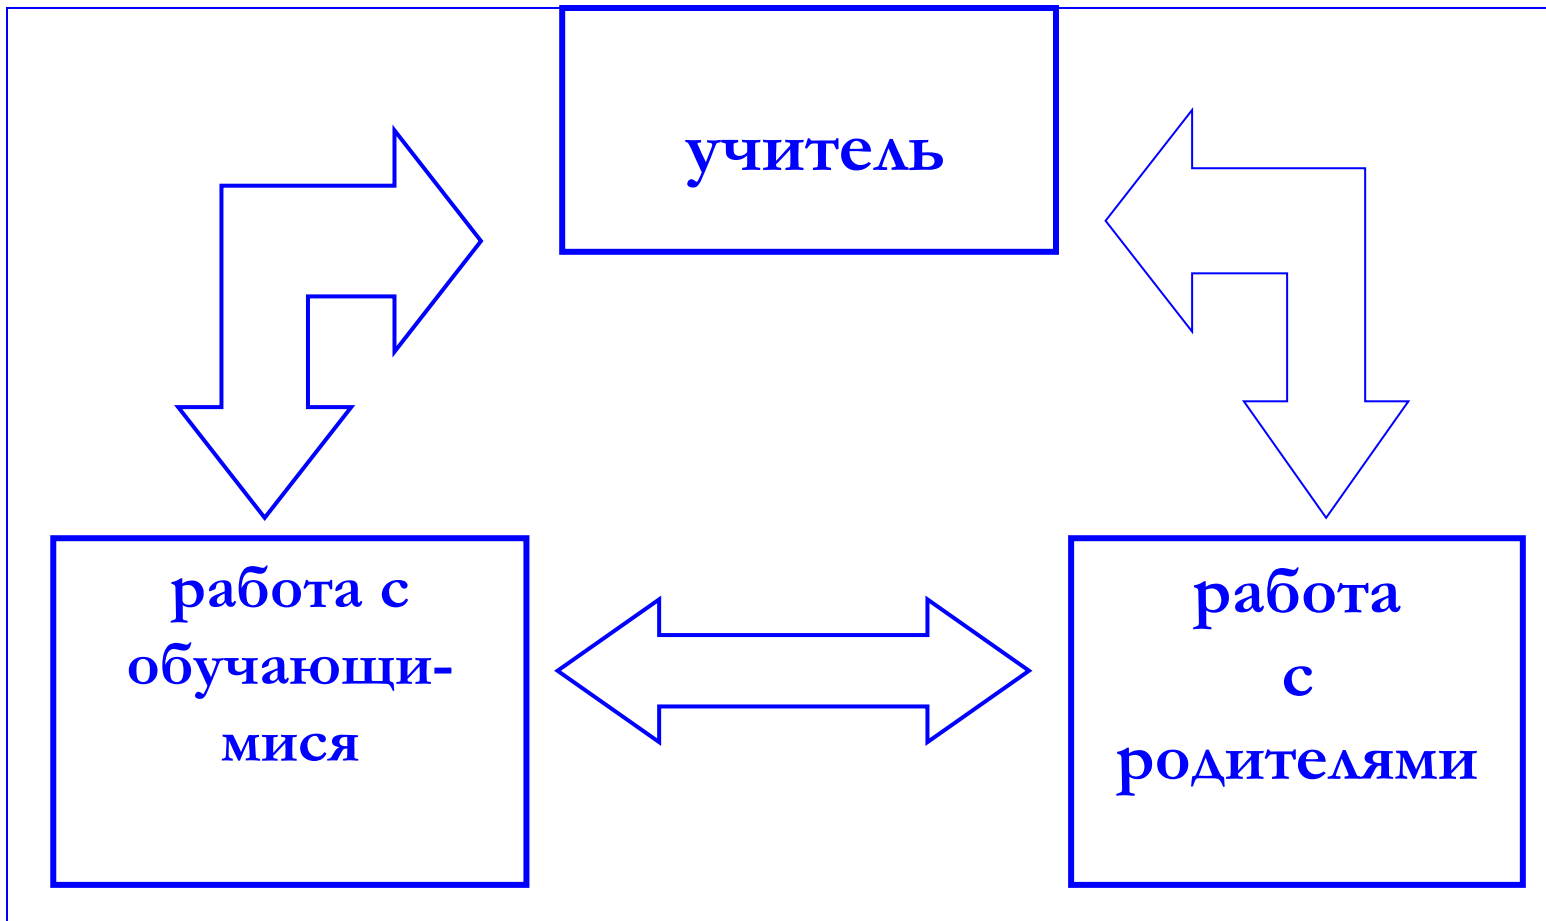 учитель
работа с
обучающи-
мися
работа
с
родителями